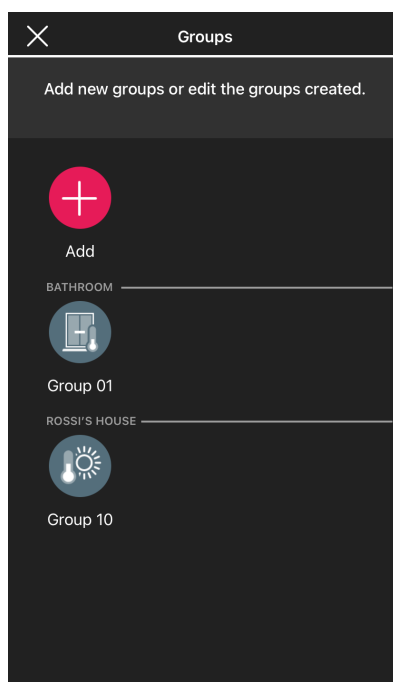 Groups
Add new groups or edit the groups created.
Add
BATHROOM
Group 01
ROSSI'S HOUSE
Group 10